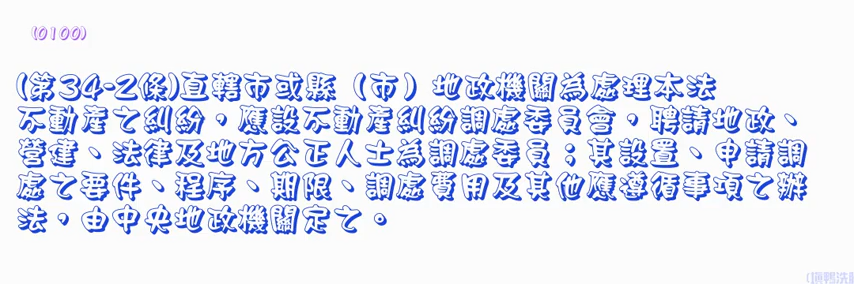 (0100)
(第34-2條)直轄市或縣（市）地政機關為處理本法
不動產之糾紛，應設不動產糾紛調處委員會，聘請地政、
營建、法律及地方公正人士為調處委員；其設置、申請調
處之要件、程序、期限、調處費用及其他應遵循事項之辦
法，由中央地政機關定之。